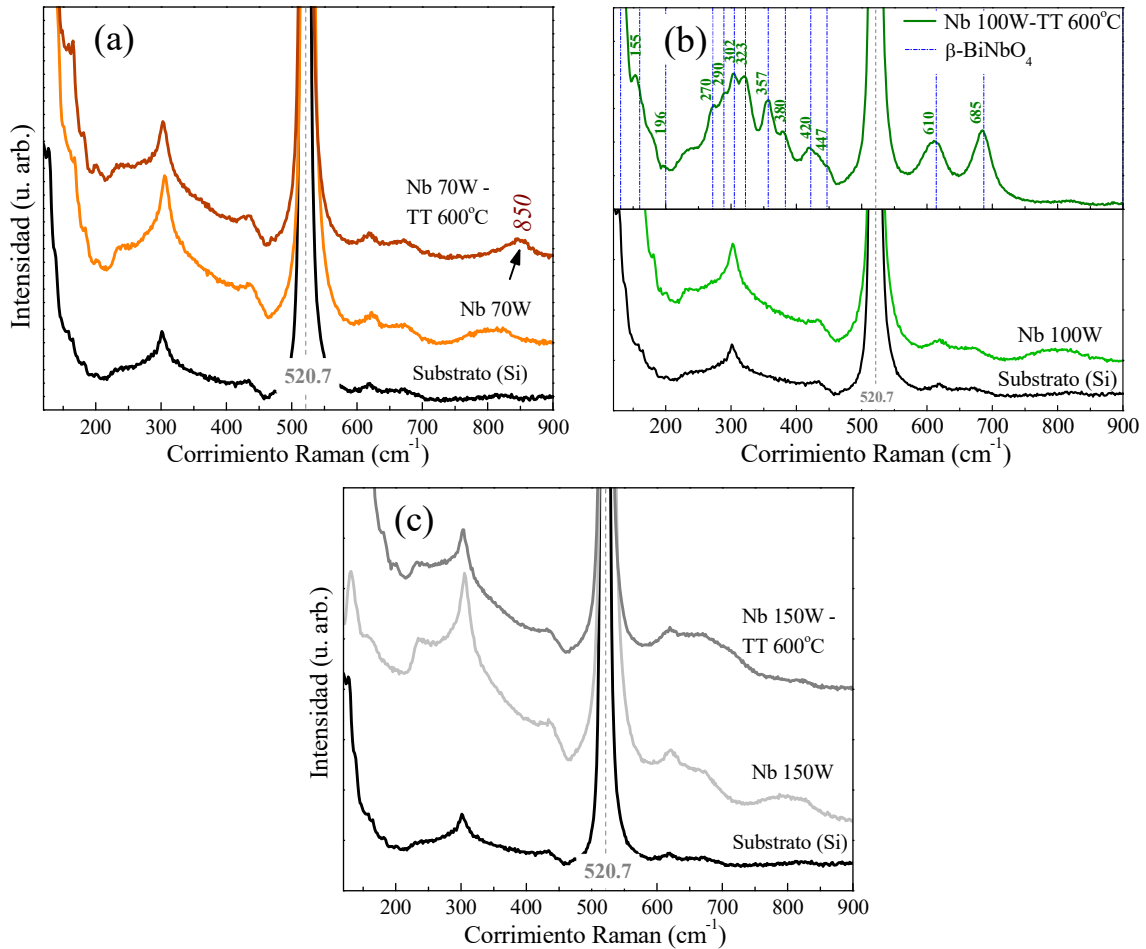 (a)
Intensidad (u. arb.)
Nb 70W -
TT 600°C
850
Nb 70W
Substrato (Si)
520.7
200 300 400 500 600 700 800 900
Corrimiento Raman (cm⁻¹)
(b)
Nb 100W-TT 600°C
β-BiNbO₄
155
196
270
290
302
323
357
380
420
447
610
685
Nb 100W
Substrato (Si)
520.7
200 300 400 500 600 700 800 900
Corrimiento Raman (cm⁻¹)
(c)
Intensidad (u. arb.)
Nb 150W -
TT 600°C
Nb 150W
Substrato (Si)
520.7
200 300 400 500 600 700 800 900
Corrimiento Raman (cm⁻¹)